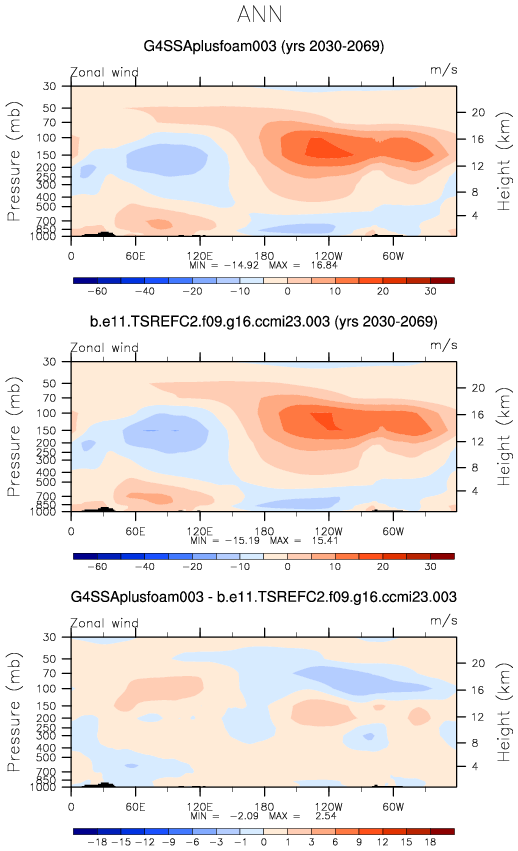 ANN
G4SSAplusfoam003 (yrs 2030-2069)
Zonal wind m/s
Pressure (mb)
30
50
70
100
150
200
250
300
400
500
700
850
1000
Height (km)
20
16
12
8
4
0 60E 120E 180 120W 60W
MIN = -14.92 MAX = 16.84
-60 -40 -20 -10 0 5 10 20 30
b.e11.TSREFC2.f09.g16.ccmi23.003 (yrs 2030-2069)
Zonal wind m/s
Pressure (mb)
30
50
70
100
150
200
250
300
400
500
700
850
1000
Height (km)
20
16
12
8
4
0 60E 120E 180 120W 60W
MIN = -15.19 MAX = 15.41
-60 -40 -20 -10 0 5 10 20 30
G4SSAplusfoam003 - b.e11.TSREFC2.f09.g16.ccmi23.003
Zonal wind m/s
Pressure (mb)
30
50
70
100
150
200
250
300
400
500
700
850
1000
Height (km)
20
16
12
8
4
0 60E 120E 180 120W 60W
MIN = -2.09 MAX = 2.54
-18 -15 -12 -9 -6 -3 -1 0 1 3 6 9 12 15 18